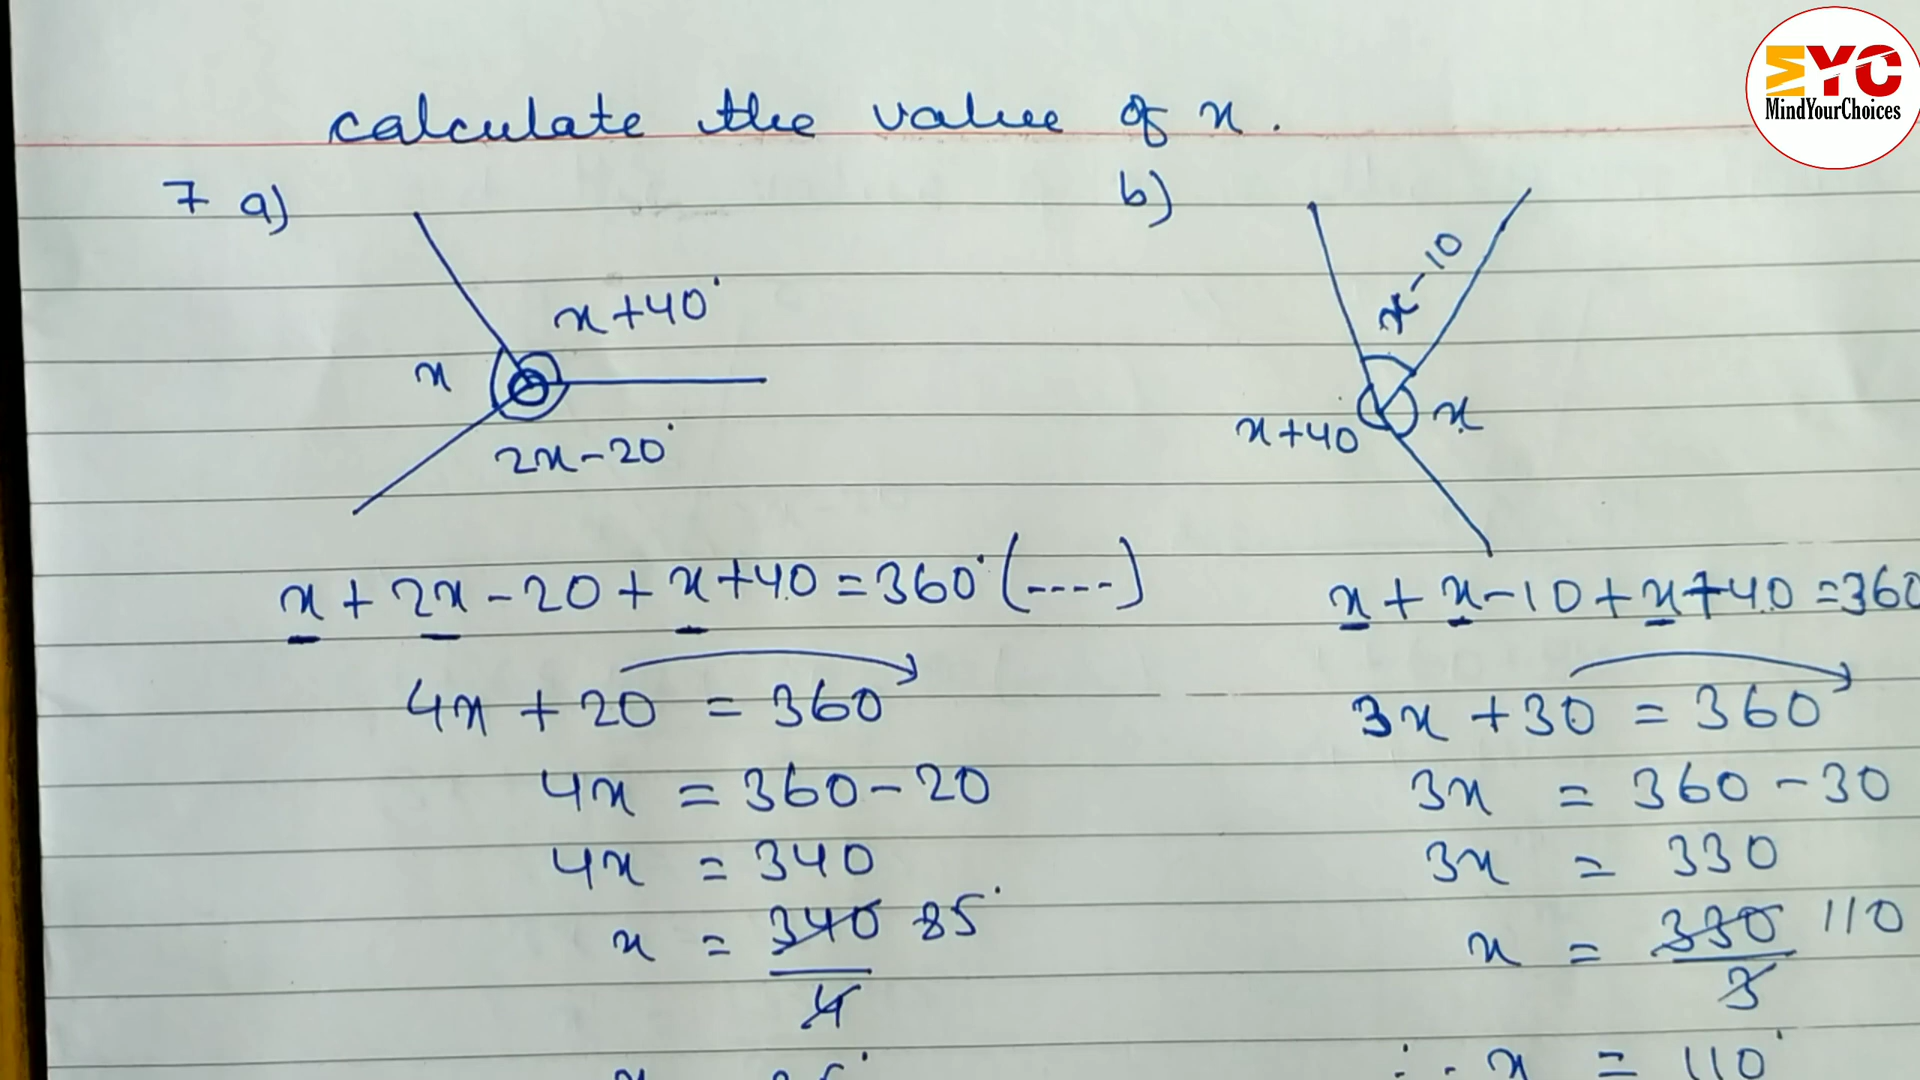 MYC
MindYourChoices
calculate the value of x.
7 a)
x+40°
x
2x-20°
x + 2x - 20 + x + 40 = 360° (----)
4x + 20 = 360
4x = 360 - 20
4x = 340
x = 340/4 85°
b)
x-10
x+40
x
x + x - 10 + x + 40 = 360
3x + 30 = 360
3x = 360 - 30
3x = 330
x = 330/3 110
∴ x = 110°